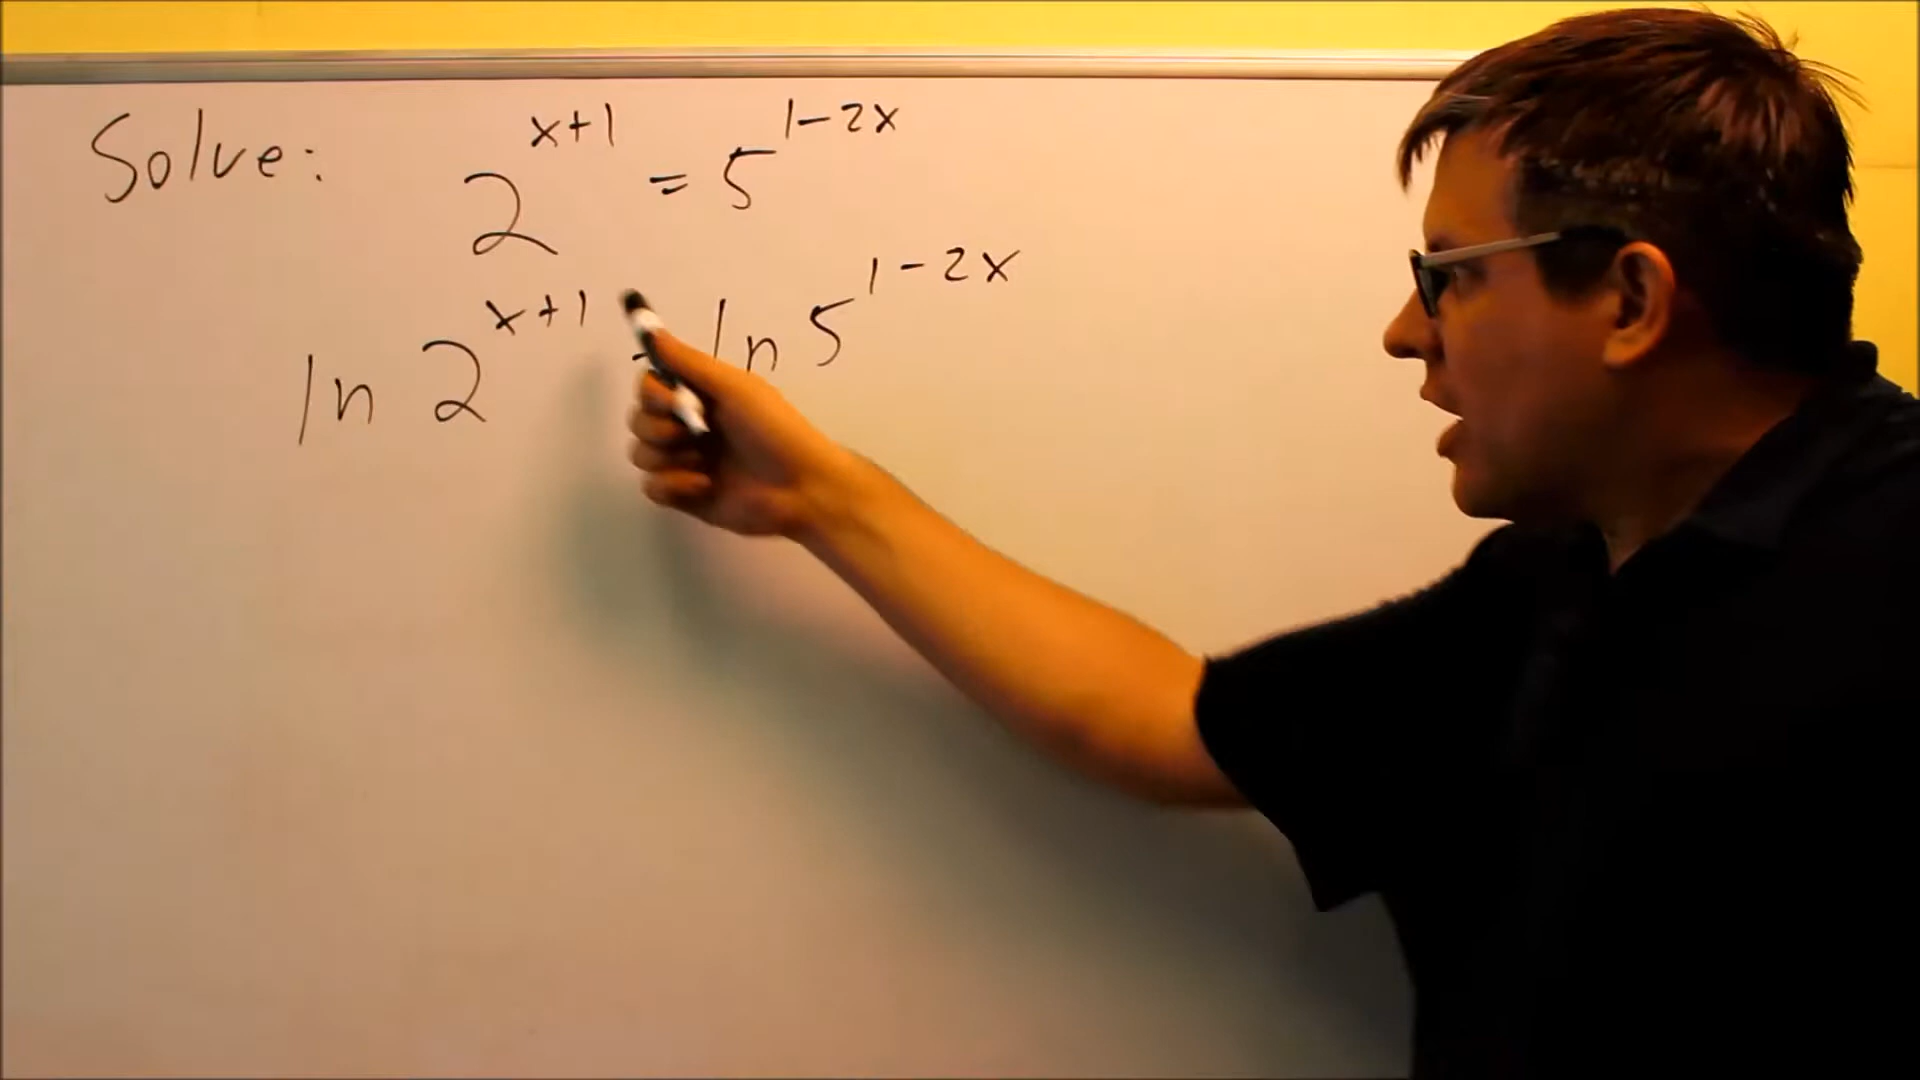 Solve: 2^{x+1} = 5^{1-2x}
ln 2^{x+1} = ln 5^{1-2x}